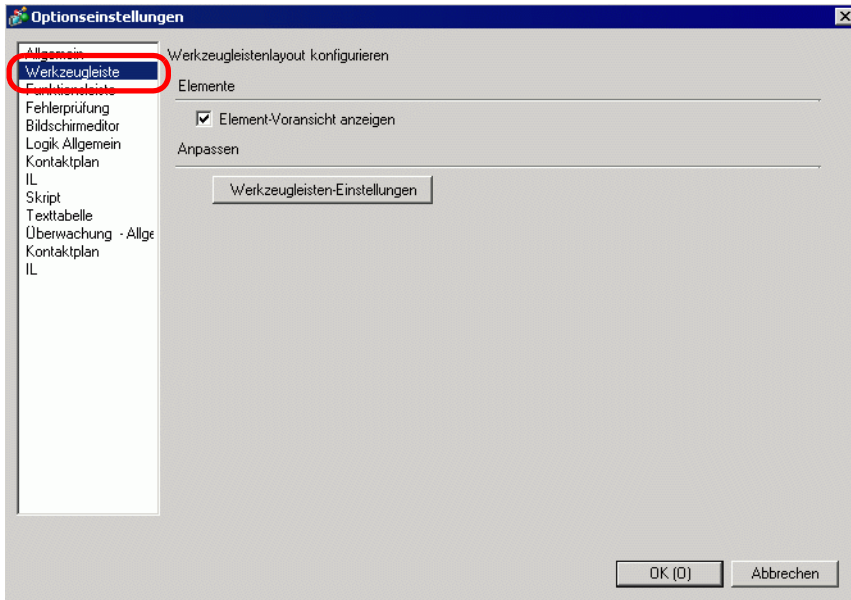 Optionseinstellungen
Allgemein
Werkzeugleiste
Funktionsleiste
Fehlerprüfung
Bildschirmeditor
Logik Allgemein
Kontaktplan
IL
Skript
Texttabelle
Überwachung - Allge
Kontaktplan
IL
Werkzeugleistenlayout konfigurieren
Elemente
Element-Voransicht anzeigen
Anpassen
Werkzeugleisten-Einstellungen
OK (O)
Abbrechen